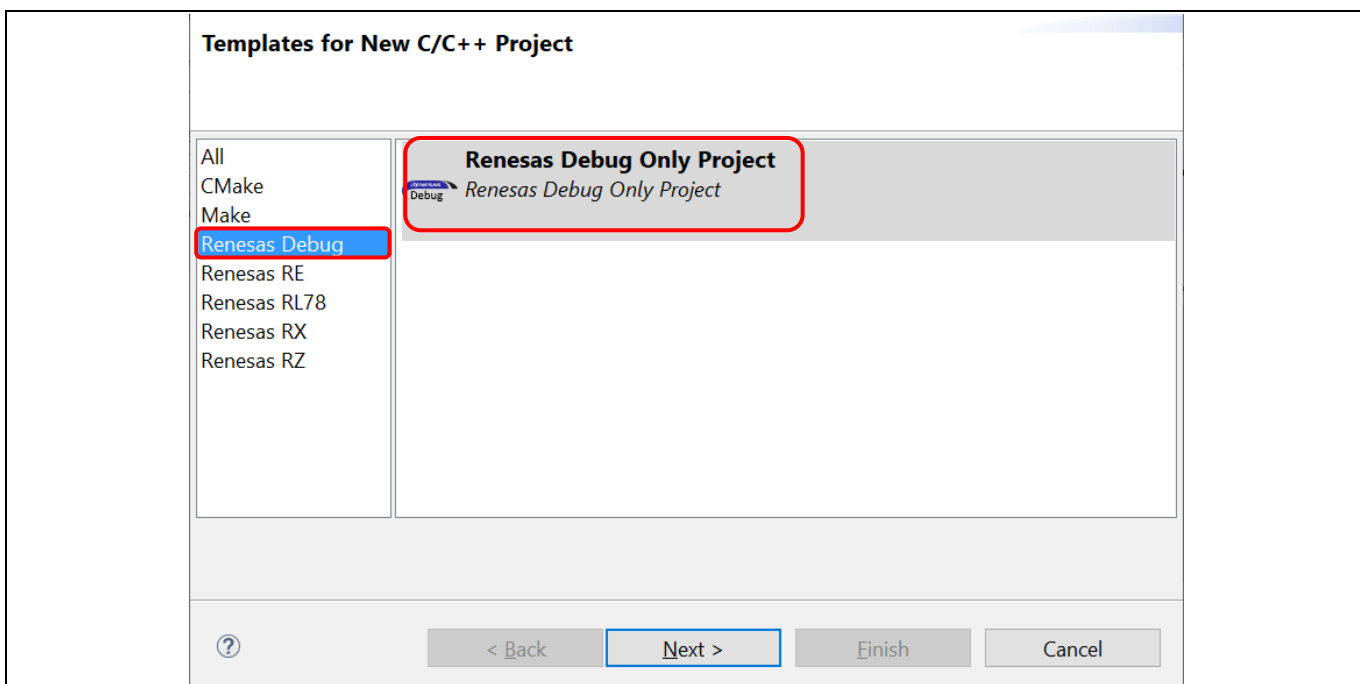 Templates for New C/C++ Project
All
CMake
Make
Renesas Debug
Renesas RE
Renesas RL78
Renesas RX
Renesas RZ
Renesas Debug Only Project
Debug
Renesas Debug Only Project
?
< Back
Next >
Finish
Cancel